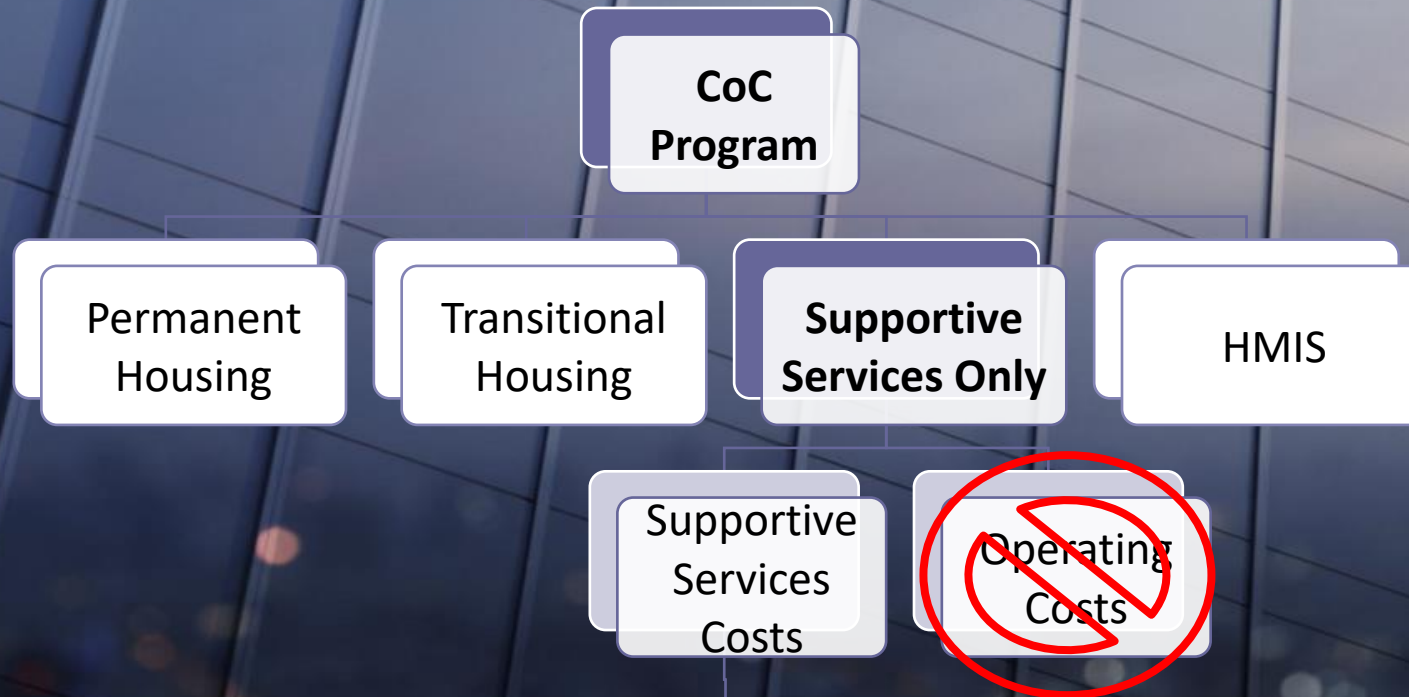 CoC
Program
Permanent
Housing
Transitional
Housing
Supportive
Services Only
HMIS
Supportive
Services
Costs
Operating
Costs